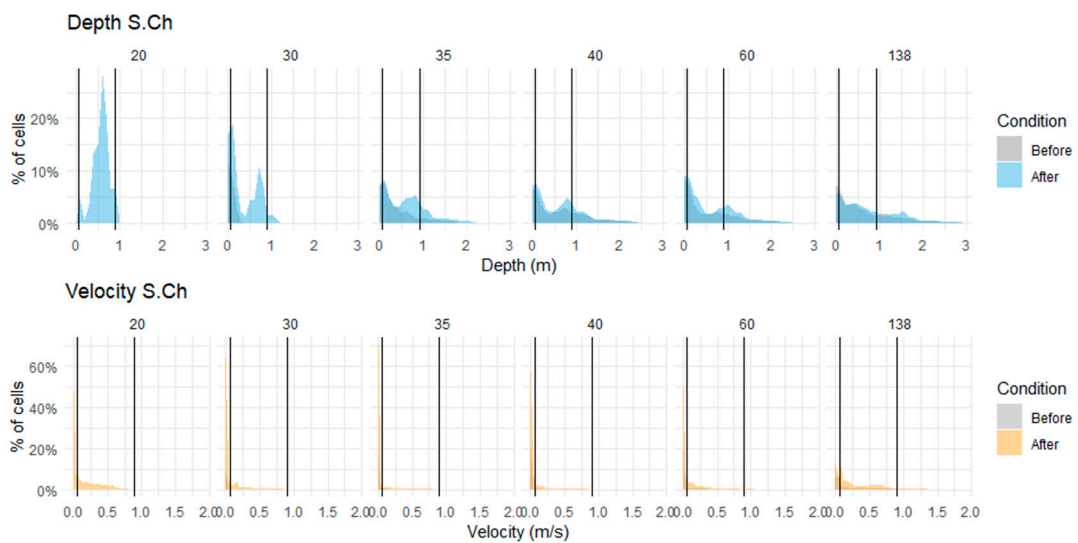 Depth S.Ch
20 30 35 40 60 138
% of cells
20%
10%
0%
0 1 2 3 0 1 2 3 0 1 2 3 0 1 2 3 0 1 2 3 0 1 2 3
Depth (m)
Condition
Before
After
Velocity S.Ch
20 30 35 40 60 138
% of cells
60%
40%
20%
0%
0.0 0.5 1.0 1.5 2.0 0.0 0.5 1.0 1.5 2.0 0.0 0.5 1.0 1.5 2.0 0.0 0.5 1.0 1.5 2.0 0.0 0.5 1.0 1.5 2.0 0.0 0.5 1.0 1.5 2.0
Velocity (m/s)
Condition
Before
After